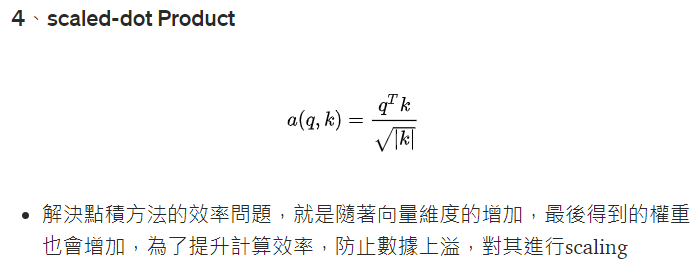 4、scaled-dot Product
a(q, k) = \frac{q^T k}{\sqrt{|k|}}
• 解決點積方法的效率問題，就是隨著向量維度的增加，最後得到的權重
也會增加，為了提升計算效率，防止數據上溢，對其進行scaling